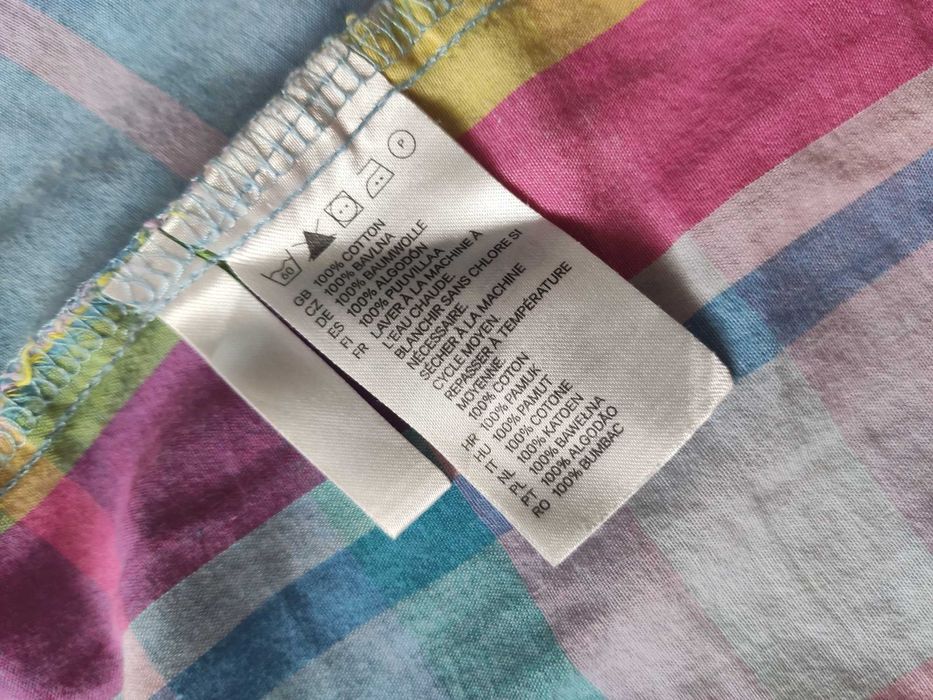 60 P
GB 100% COTTON
CZ 100% BAVLNA
DE 100% BAUMWOLLE
ES 100% ALGODÓN
FI 100% PUUVILLAA
FR LAVER À LA MACHINE À
L'EAU CHAUDE.
BLANCHIR SANS CHLORE SI
NÉCESSAIRE.
SÉCHER À LA MACHINE
CYCLE MOYEN.
REPASSER À TEMPÉRATURE
MOYENNE.
100% COTON
HR 100% PAMUK
HU 100% PAMUT
IT 100% COTONE
NL 100% KATOEN
PL 100% BAWEŁNA
PT 100% ALGODÃO
RO 100% BUMBAC